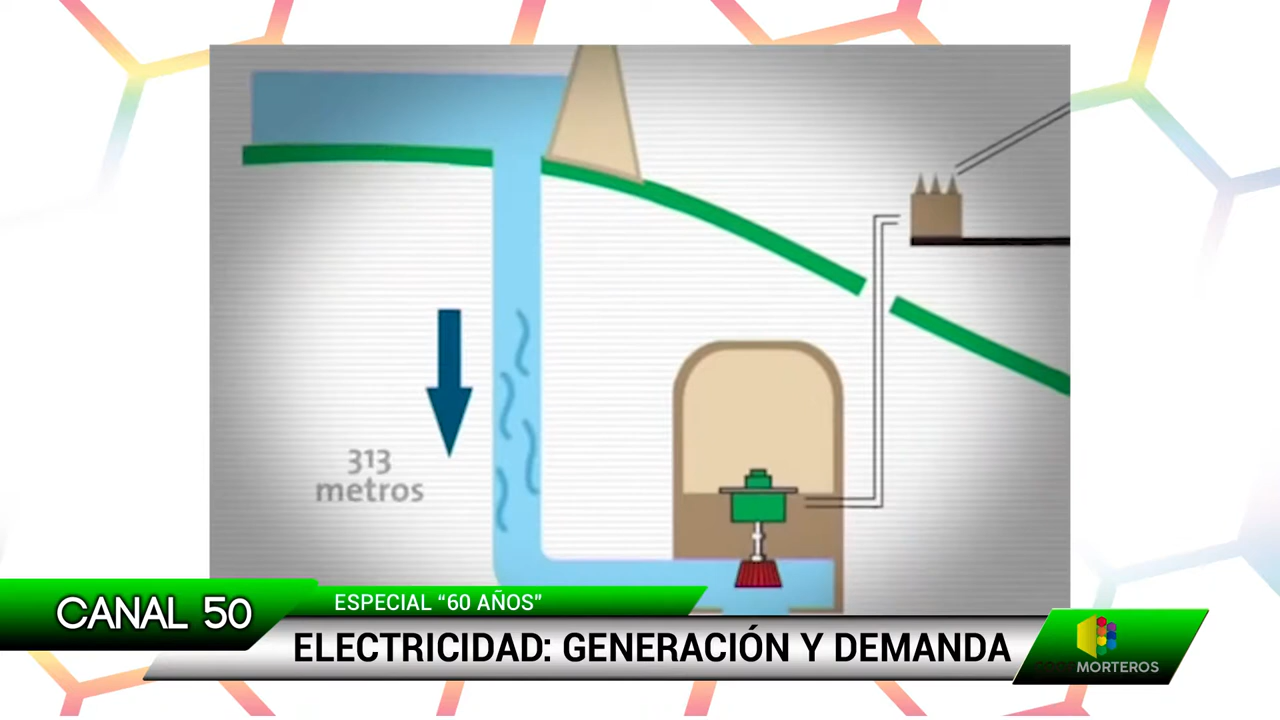 313
metros
CANAL 50
ESPECIAL “60 AÑOS”
ELECTRICIDAD: GENERACIÓN Y DEMANDA
MORTEROS